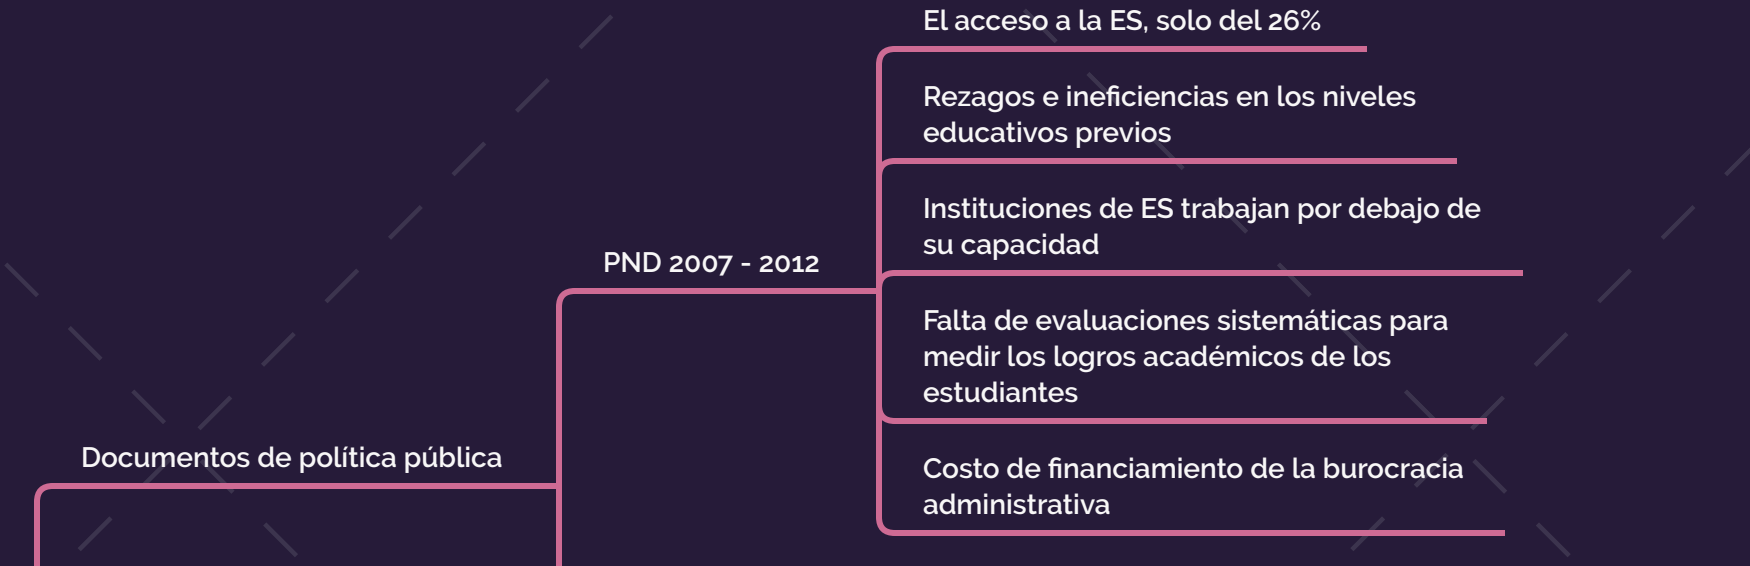 El acceso a la ES, solo del 26%
Rezagos e ineficiencias en los niveles
educativos previos
Instituciones de ES trabajan por debajo de
su capacidad
PND 2007 - 2012
Falta de evaluaciones sistemáticas para
medir los logros académicos de los
estudiantes
Documentos de política pública
Costo de financiamiento de la burocracia
administrativa